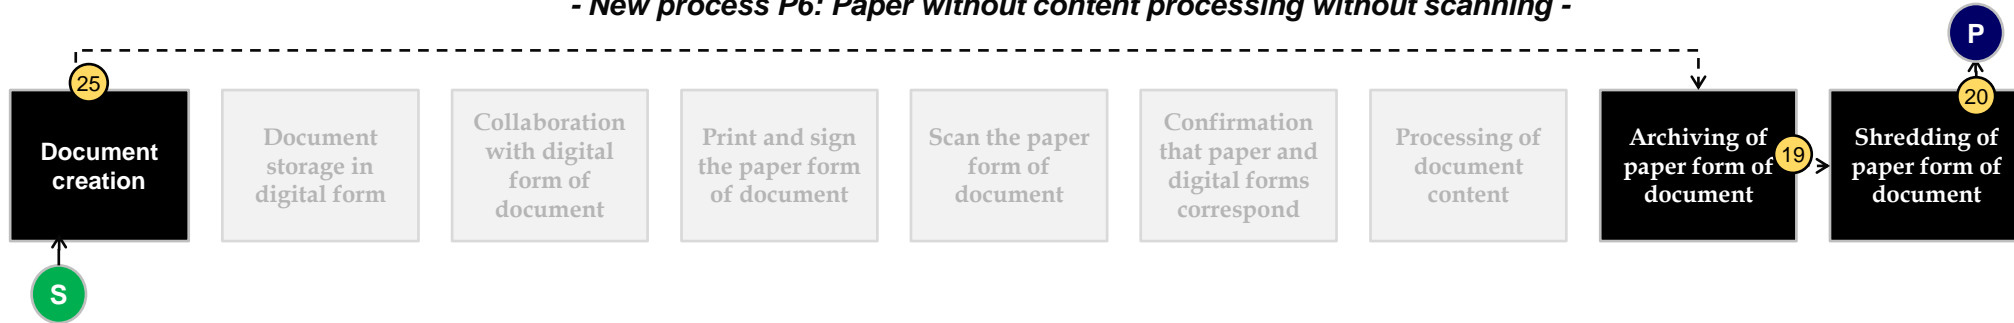 - New process P6: Paper without content processing without scanning -
P
25
20
Document
creation
Document
storage in
digital form
Collaboration
with digital
form of
document
Print and sign
the paper form
of document
Scan the paper
form of
document
Confirmation
that paper and
digital forms
correspond
Processing of
document
content
Archiving of
paper form of
document
19
Shredding of
paper form of
document
S